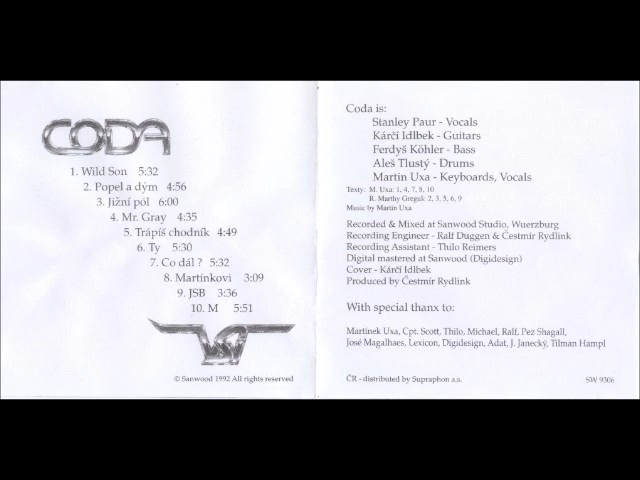 CODA
1. Wild Son 5:32
2. Popel a dým 4:56
3. Jižní pól 6:00
4. Mr. Gray 4:35
5. Trápíš chodník 4:49
6. Ty 5:30
7. Co dál ? 5:32
8. Martínkovi 3:09
9. JSB 3:36
10. M 5:51
© Sanwood 1992 All rights reserved
Coda is:
Stanley Paur - Vocals
Kárčí Idlbek - Guitars
Ferdyš Köhler - Bass
Aleš Tlustý - Drums
Martin Uxa - Keyboards, Vocals
Texty: M. Uxa: 1, 4, 7, 8, 10
R. Marthy Greguš: 2, 3, 5, 6, 9
Music by Martin Uxa
Recorded & Mixed at Sanwood Studio, Wuerzburg
Recording Engineer - Ralf Duggen & Čestmír Rydlink
Recording Assistant - Thilo Reimers
Digital mastered at Sanwood (Digidesign)
Cover - Kárčí Idlbek
Produced by Čestmír Rydlink
With special thanx to:
Martínek Uxa, Cpt. Scott, Thilo, Michael, Ralf, Pez Shagall,
José Magalhaes, Lexicon, Digidesign, Adat, J. Janecký, Tilman Hampl
ČR - distributed by Supraphon a.s.
SW 9306